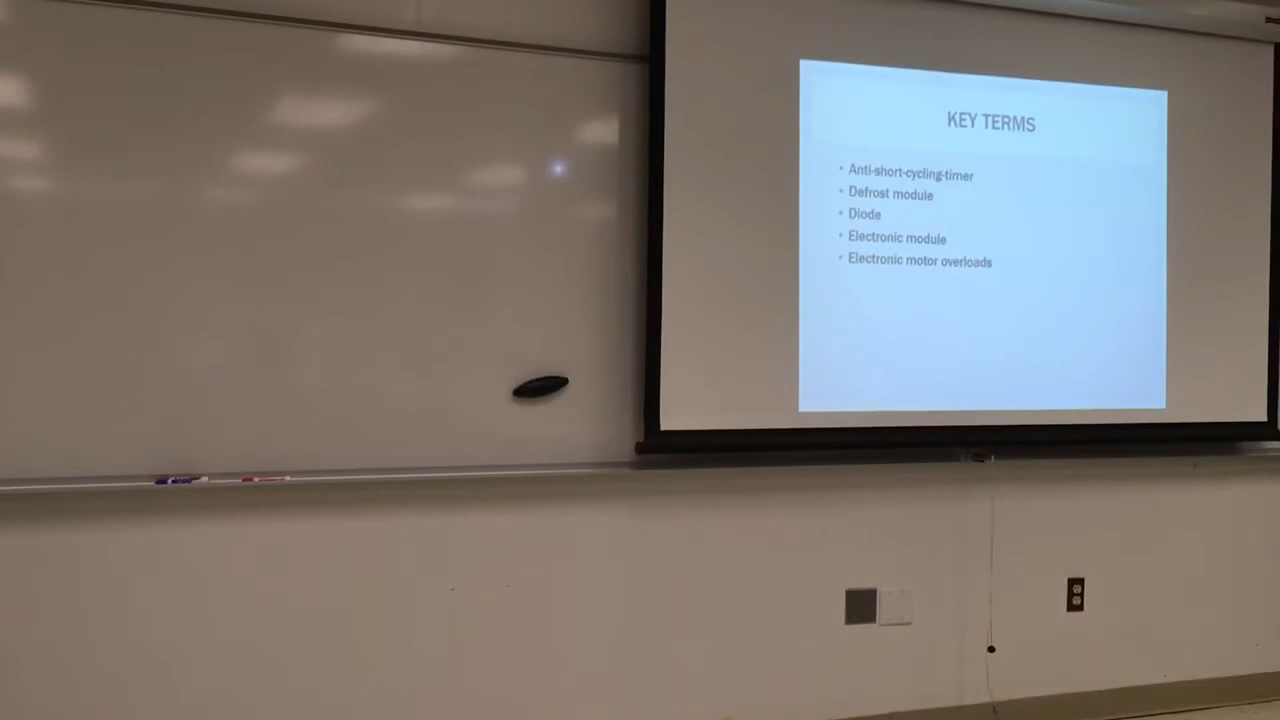 KEY TERMS
• Anti-short-cycling-timer
• Defrost module
• Diode
• Electronic module
• Electronic motor overloads